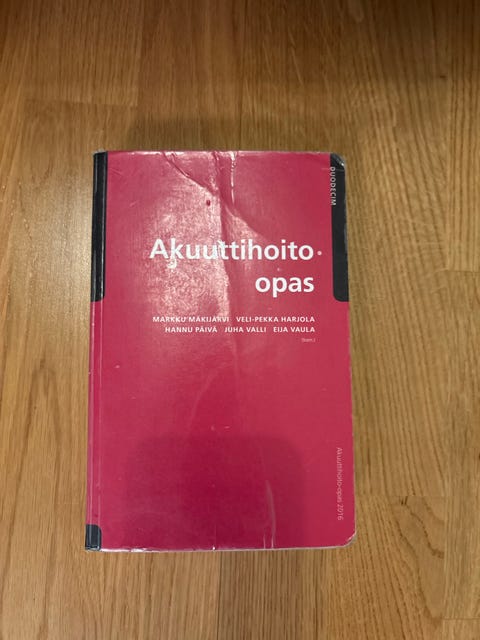 DUODECIM
Akuuttihoito-
opas
MARKKU MÄKIJÄRVI VELI-PEKKA HARJOLA
HANNU PÄIVÄ JUHA VALLI EIJA VAULA
(toim.)
Akuuttihoito-opas 2016